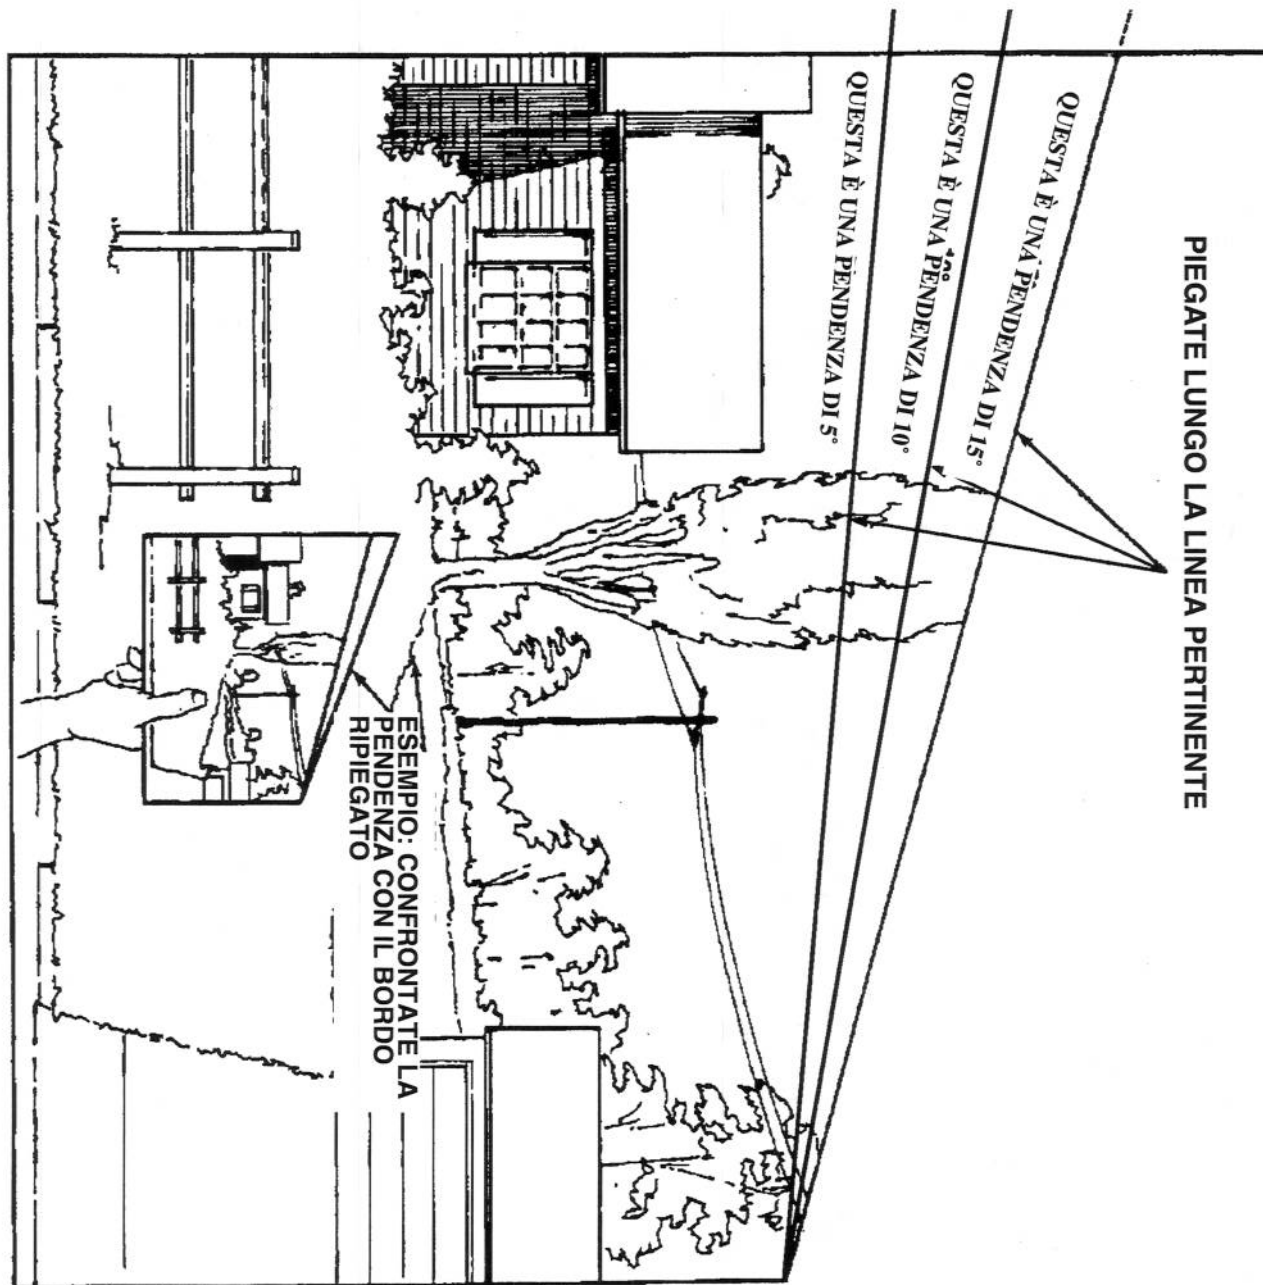 PIEGATE LUNGO LA LINEA PERTINENTE
QUESTA È UNA PENDENZA DI 15°
QUESTA È UNA PENDENZA DI 10°
QUESTA È UNA PENDENZA DI 5°
ESEMPIO: CONFRONTATE LA
PENDENZA CON IL BORDO
RIPIEGATO